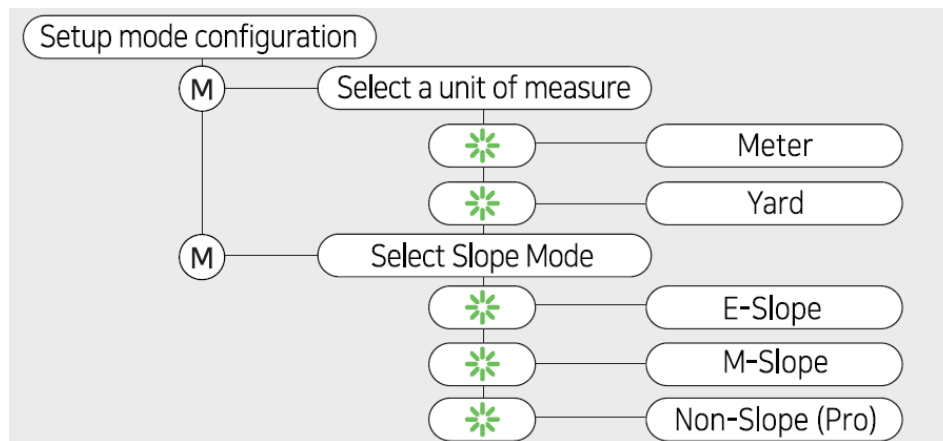 Setup mode configuration
M
Select a unit of measure
Meter
Yard
M
Select Slope Mode
E-Slope
M-Slope
Non-Slope (Pro)